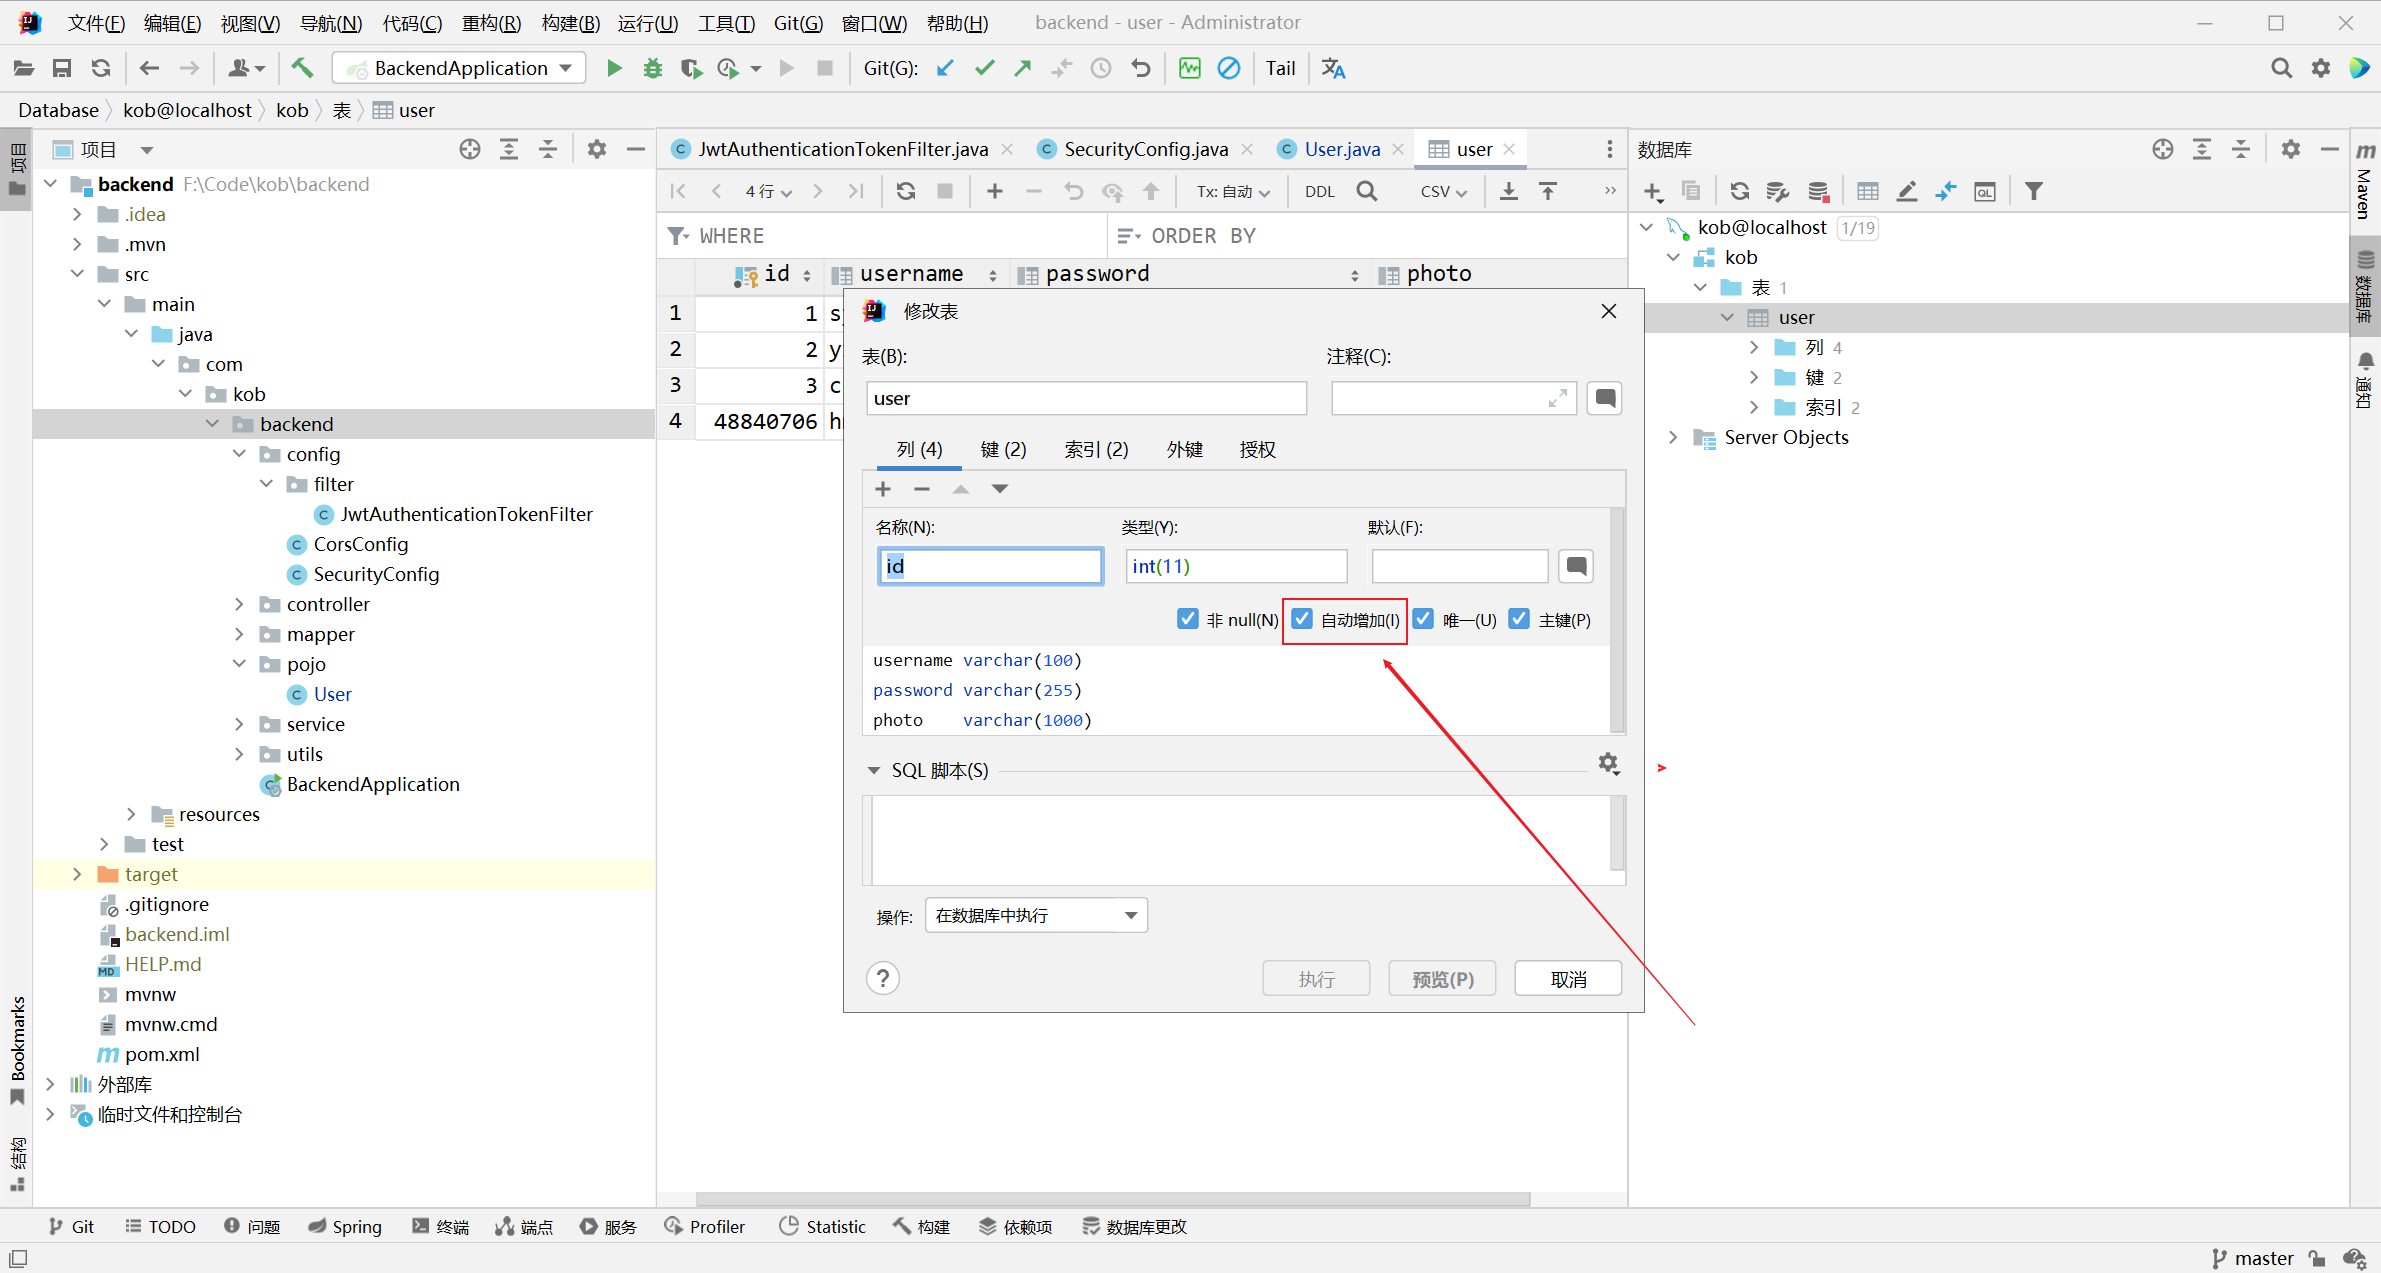 文件(F) 编辑(E) 视图(V) 导航(N) 代码(C) 重构(R) 构建(B) 运行(U) 工具(T) Git(G) 窗口(W) 帮助(H) backend - user - Administrator
BackendApplication Git(G): Tail
Database kob@localhost kob 表 user
项目
项目
backend F:\Code\kob\backend
.idea
.mvn
src
main
java
com
kob
backend
config
filter
JwtAuthenticationTokenFilter
CorsConfig
SecurityConfig
controller
mapper
pojo
User
service
utils
BackendApplication
resources
test
target
.gitignore
backend.iml
HELP.md
mvnw
mvnw.cmd
pom.xml
外部库
临时文件和控制台
Bookmarks
结构
JwtAuthenticationTokenFilter.java SecurityConfig.java User.java user
4 行 Tx: 自动 DDL CSV
WHERE ORDER BY
id username password photo
1 1
2 2 y
3 3 c
4 48840706
修改表
表(B): 注释(C):
user
列 (4) 键 (2) 索引 (2) 外键 授权
名称(N): 类型(Y): 默认(F):
id int(11)
非 null(N) 自动增加(I) 唯一(U) 主键(P)
username varchar(100)
password varchar(255)
photo varchar(1000)
SQL 脚本(S)
操作: 在数据库中执行
? 执行 预览(P) 取消
数据库
kob@localhost 1/19
kob
表 1
user
列 4
键 2
索引 2
Server Objects
Maven
数据库
通知
Git TODO 问题 Spring 终端 端点 服务 Profiler Statistic 构建 依赖项 数据库更改
master